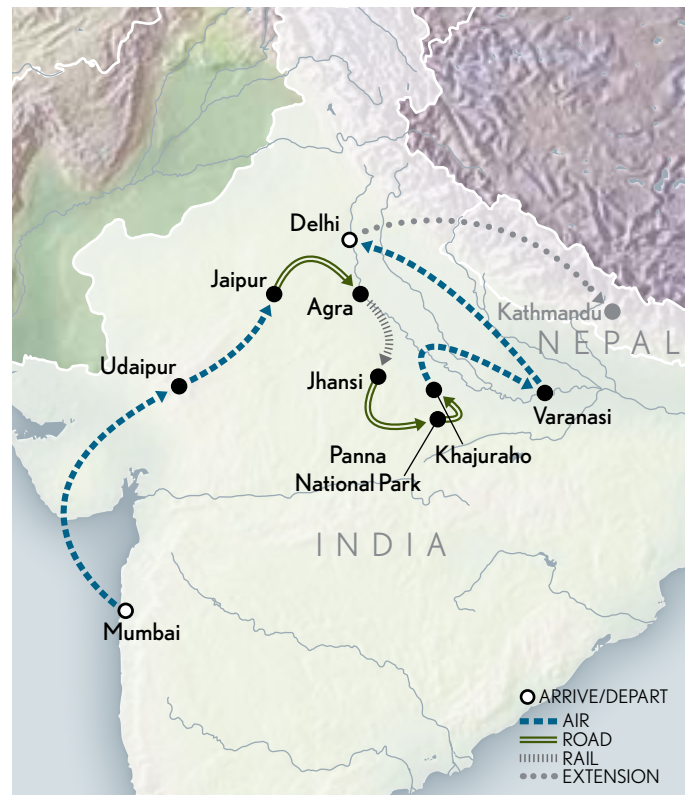 Delhi
Jaipur
Agra
Kathmandu
NEPAL
Udaipur
Jhansi
Varanasi
Panna
National Park
Khajuraho
INDIA
Mumbai
ARRIVE/DEPART
AIR
ROAD
RAIL
EXTENSION